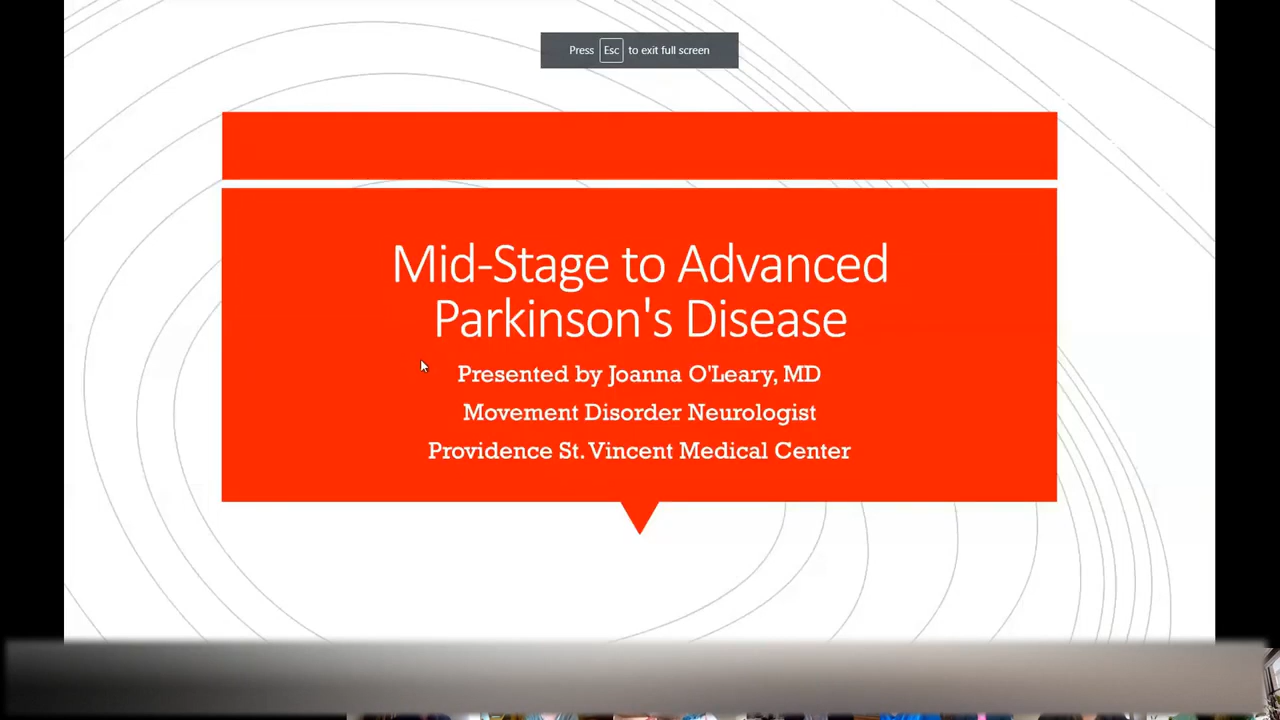 Press Esc to exit full screen
Mid-Stage to Advanced
Parkinson's Disease
Presented by Joanna O'Leary, MD
Movement Disorder Neurologist
Providence St. Vincent Medical Center